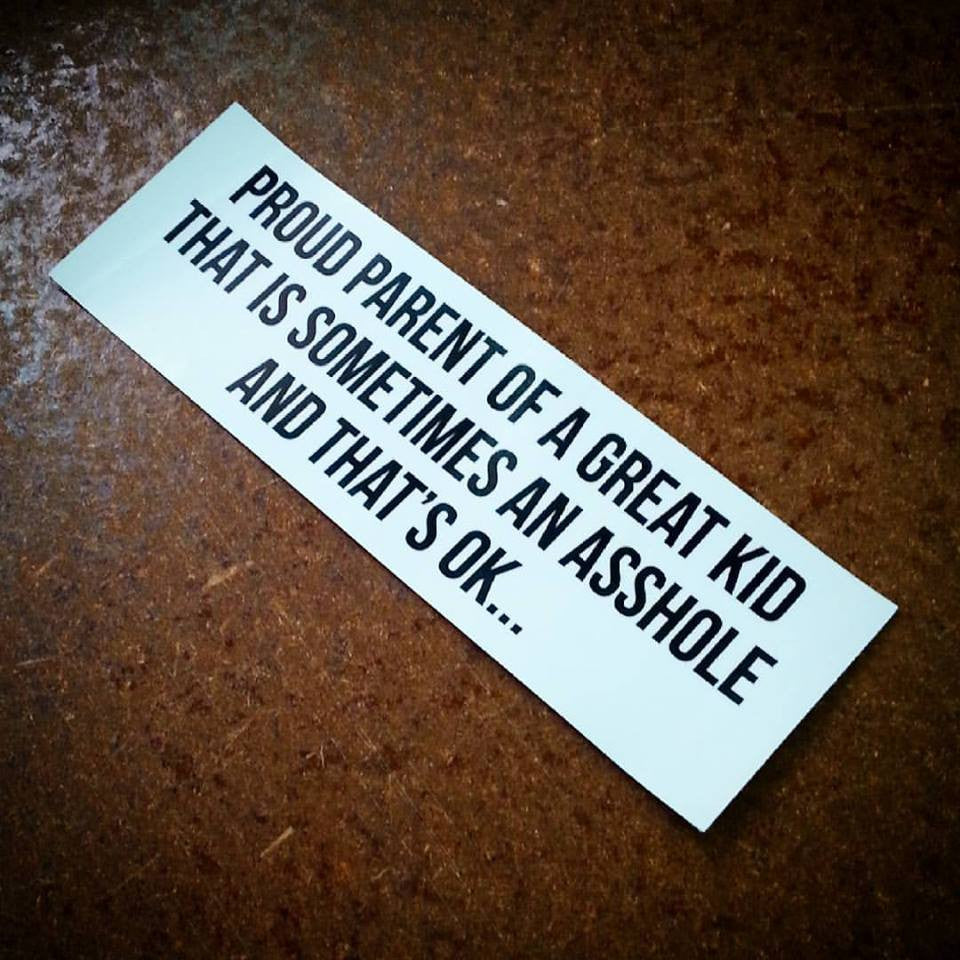 PROUD PARENT OF A GREAT KID
THAT IS SOMETIMES AN ASSHOLE
AND THAT'S OK...